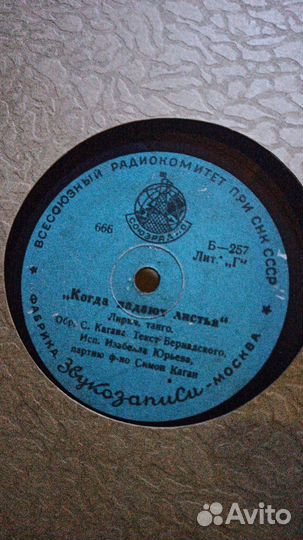 ВСЕСОЮЗНЫЙ РАДИОКОМИТЕТ ПРИ СНК СССР
СОЮЗРАДИО
666
Б—257
Лит. „Г“
„Когда падают листья“
Лирич. танго.
Обр. С. Кагана Текст Бернадского.
Исп. Изабелла Юрьева,
партию ф-но Симон Каган
★ ФАБРИКА ЗВУКОЗАПИСИ - МОСКВА ★
Avito